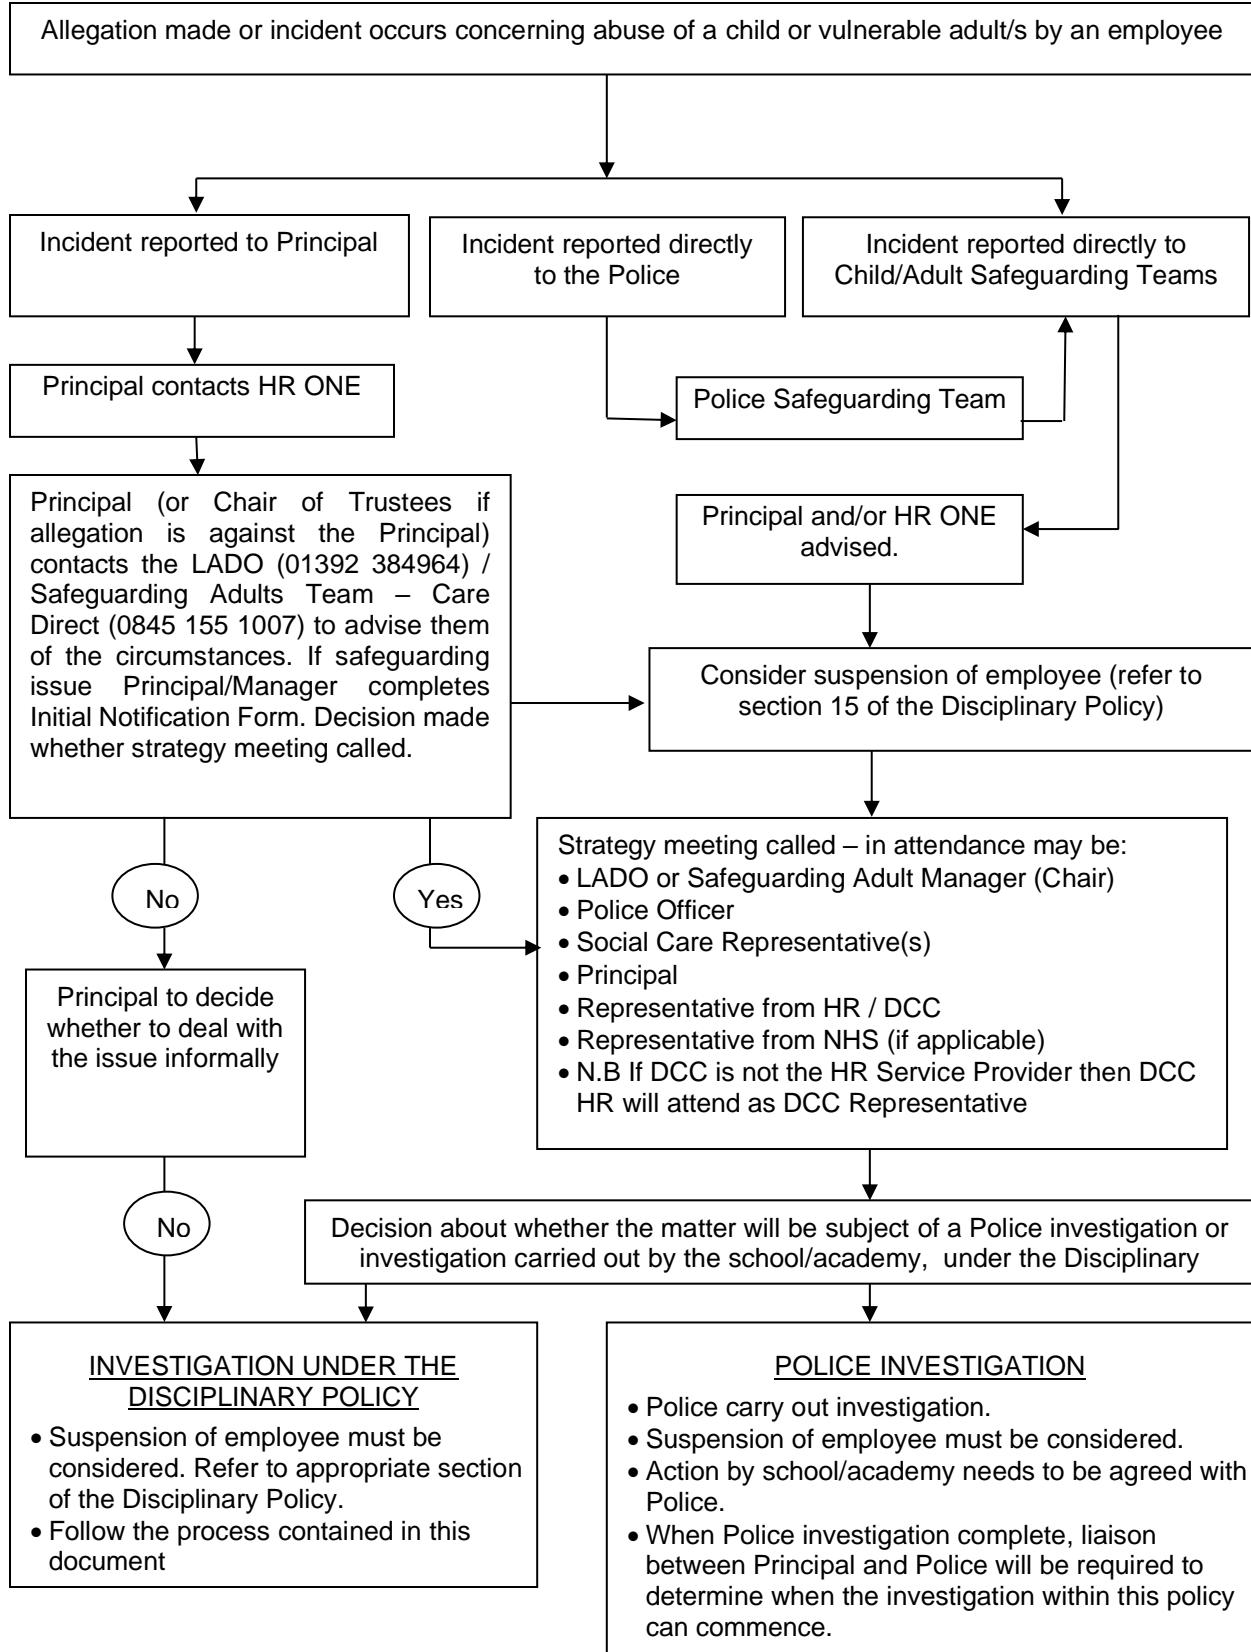 Allegation made or incident occurs concerning abuse of a child or vulnerable adult/s by an employee
Incident reported to Principal
Incident reported directly
to the Police
Incident reported directly to
Child/Adult Safeguarding Teams
Principal contacts HR ONE
Police Safeguarding Team
Principal (or Chair of Trustees if
allegation is against the Principal)
contacts the LADO (01392 384964) /
Safeguarding Adults Team – Care
Direct (0845 155 1007) to advise them
of the circumstances. If safeguarding
issue Principal/Manager completes
Initial Notification Form. Decision made
whether strategy meeting called.
Principal and/or HR ONE
advised.
Consider suspension of employee (refer to
section 15 of the Disciplinary Policy)
No
Yes
Strategy meeting called – in attendance may be:
• LADO or Safeguarding Adult Manager (Chair)
• Police Officer
• Social Care Representative(s)
• Principal
• Representative from HR / DCC
• Representative from NHS (if applicable)
• N.B If DCC is not the HR Service Provider then DCC
HR will attend as DCC Representative
Principal to decide
whether to deal with
the issue informally
No
Decision about whether the matter will be subject of a Police investigation or
investigation carried out by the school/academy, under the Disciplinary
INVESTIGATION UNDER THE
DISCIPLINARY POLICY
• Suspension of employee must be
considered. Refer to appropriate section
of the Disciplinary Policy.
• Follow the process contained in this
document
POLICE INVESTIGATION
• Police carry out investigation.
• Suspension of employee must be considered.
• Action by school/academy needs to be agreed with
Police.
• When Police investigation complete, liaison
between Principal and Police will be required to
determine when the investigation within this policy
can commence.